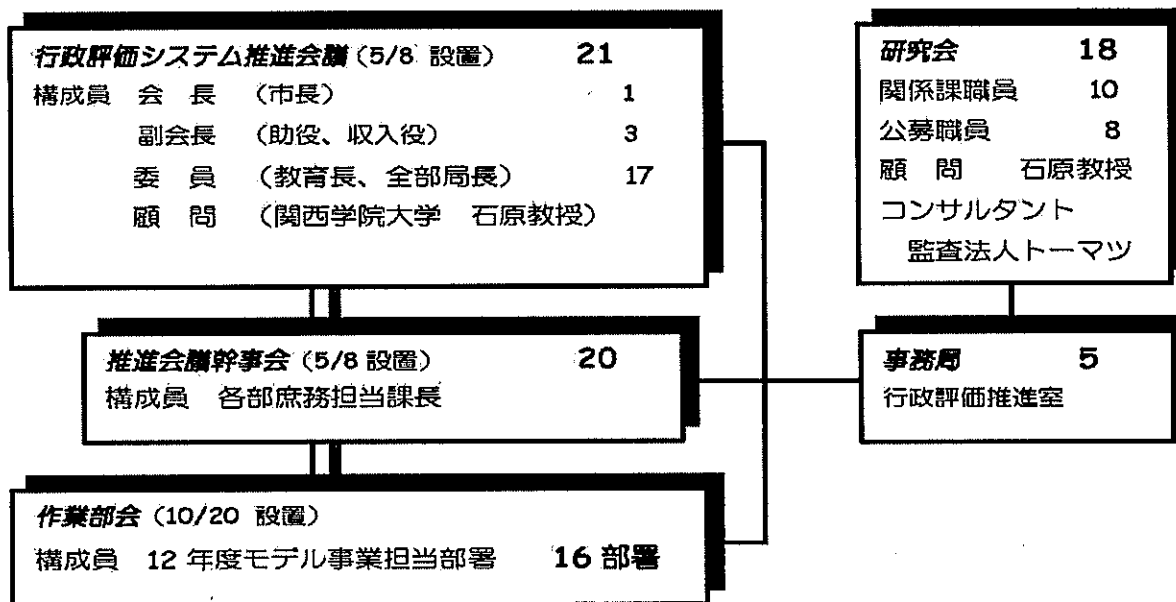 行政評価システム推進会議 (5/8 設置) 21
構成員 会 長 (市長) 1
副会長 (助役、収入役) 3
委 員 (教育長、全部局長) 17
顧 問 (関西学院大学 石原教授)
推進会議幹事会 (5/8 設置) 20
構成員 各部庶務担当課長
作業部会 (10/20 設置)
構成員 12 年度モデル事業担当部署 16 部署
研究会 18
関係課職員 10
公募職員 8
顧 問 石原教授
コンサルタント
監査法人トーマツ
事務局 5
行政評価推進室